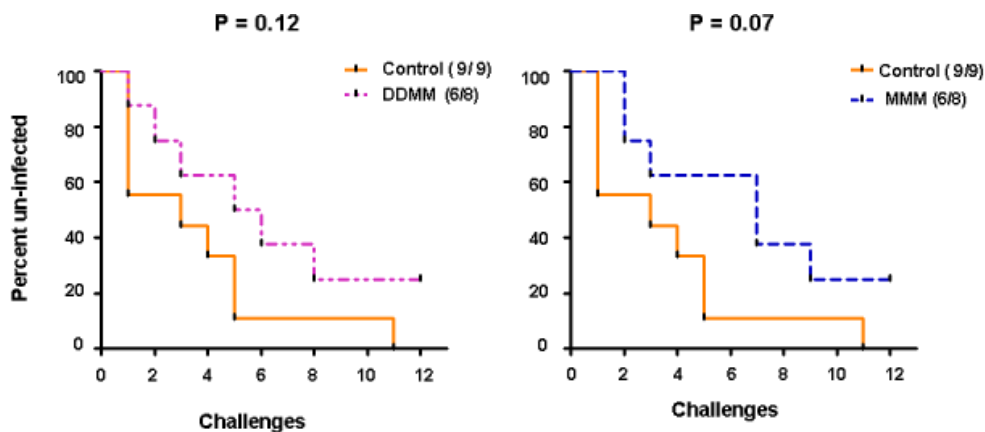 P = 0.12
Control ( 9/ 9)
DDMM (6/8)
Percent un-infected
100
80
60
40
20
0
0 2 4 6 8 10 12
Challenges
P = 0.07
Control ( 9/9)
MMM (6/8)
100
80
60
40
20
0
0 2 4 6 8 10 12
Challenges